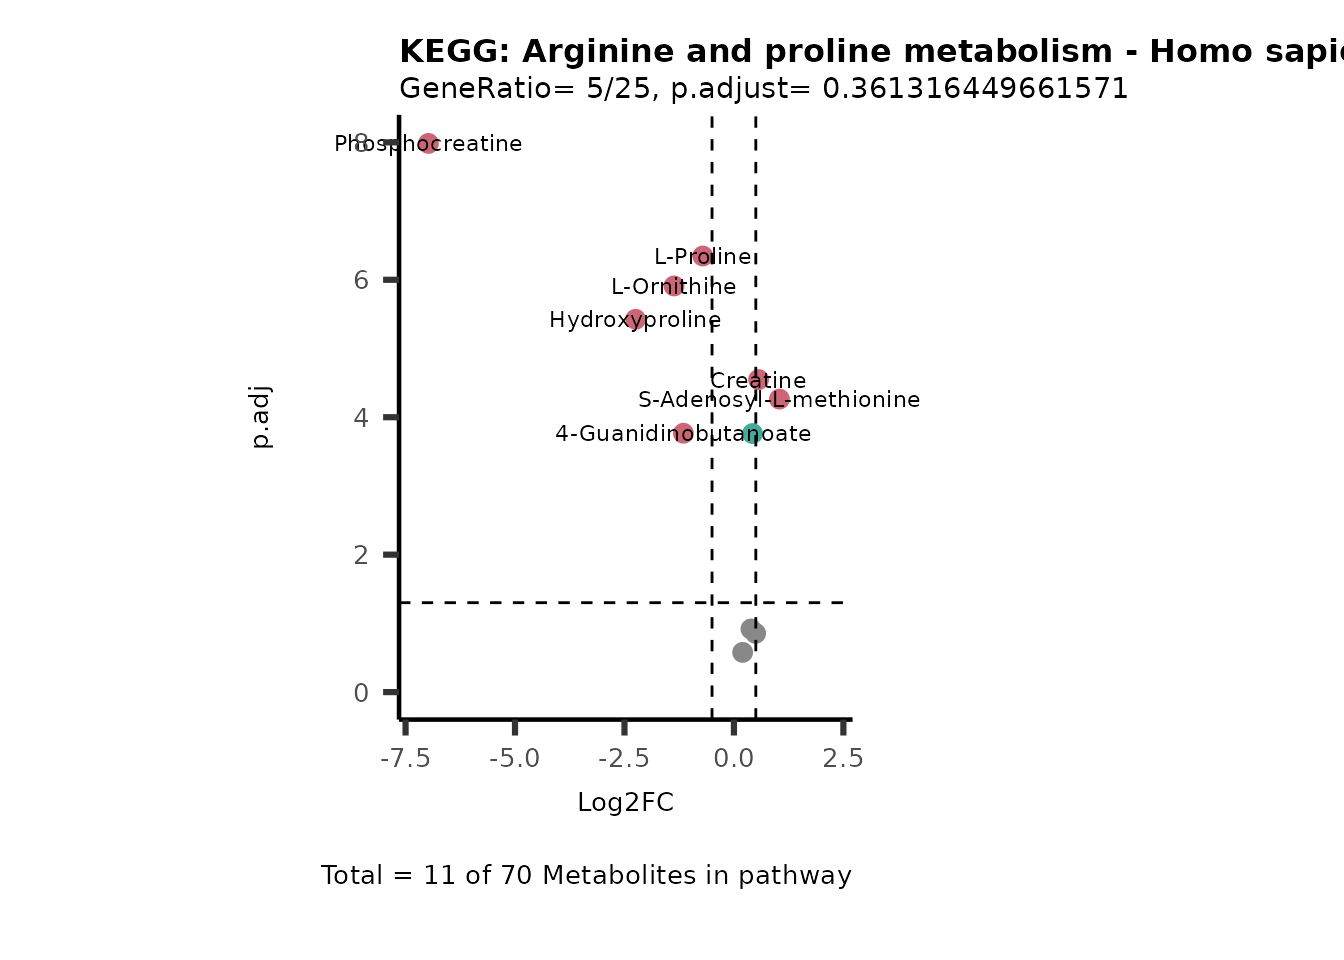 KEGG: Arginine and proline metabolism - Homo sapie
GeneRatio= 5/25, p.adjust= 0.361316449661571
8
Phosphocreatine
L-Proline
6
L-Ornithine
Hydroxyproline
Creatine
S-Adenosyl-L-methionine
p.adj
4
4-Guanidinobutanoate
2
0
-7.5 -5.0 -2.5 0.0 2.5
Log2FC
Total = 11 of 70 Metabolites in pathway